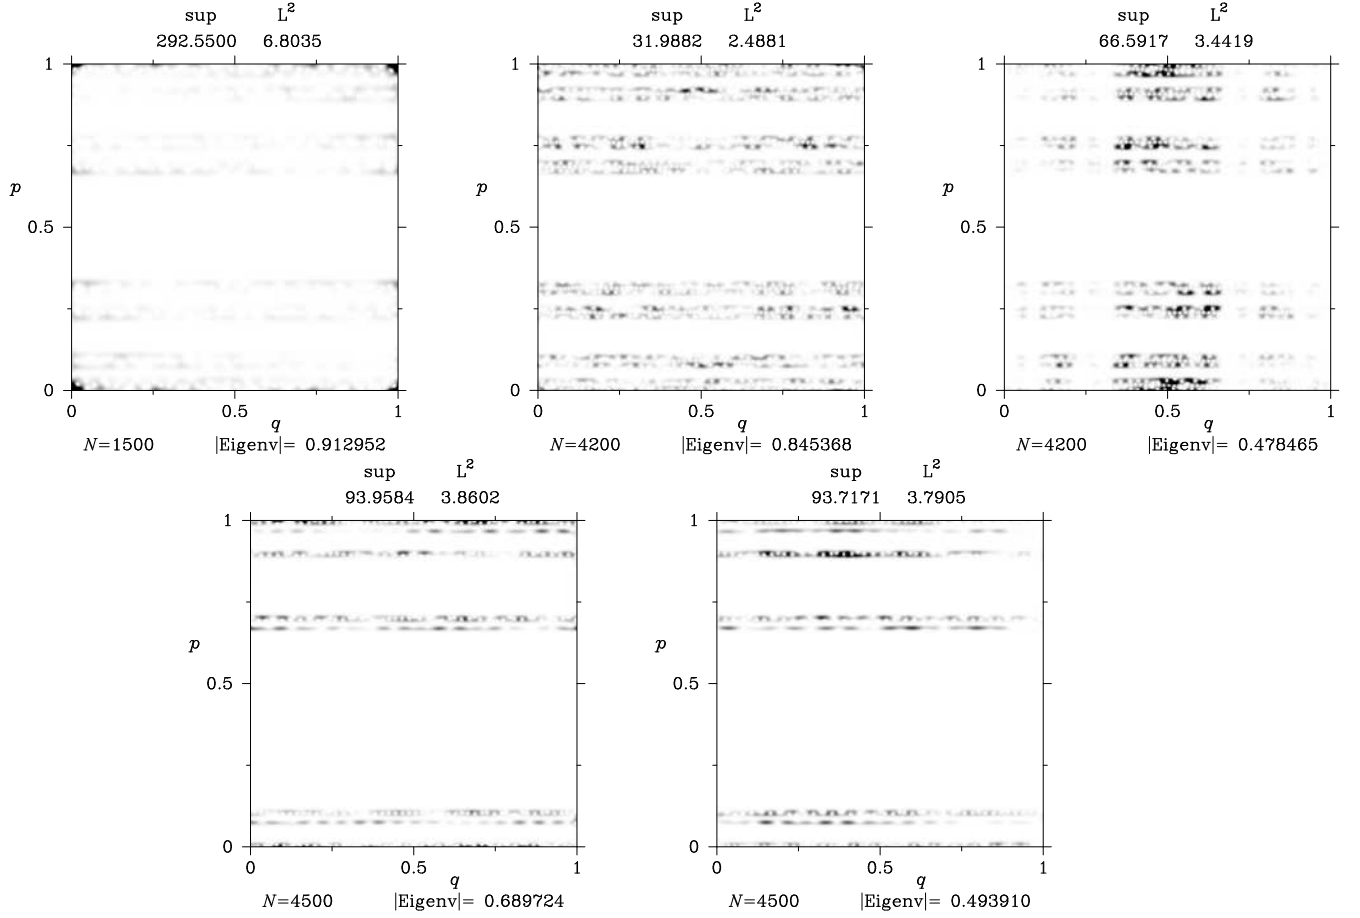 sup L²
292.5500 6.8035
sup L²
31.9882 2.4881
sup L²
66.5917 3.4419
1
p
0.5
0
0 0.5 1
q
N=1500 |Eigenv|= 0.912952
1
p
0.5
0
0 0.5 1
q
N=4200 |Eigenv|= 0.845368
1
p
0.5
0
0 0.5 1
q
N=4200 |Eigenv|= 0.478465
sup L²
93.9584 3.8602
sup L²
93.7171 3.7905
1
p
0.5
0
0 0.5 1
q
N=4500 |Eigenv|= 0.689724
1
p
0.5
0
0 0.5 1
q
N=4500 |Eigenv|= 0.493910